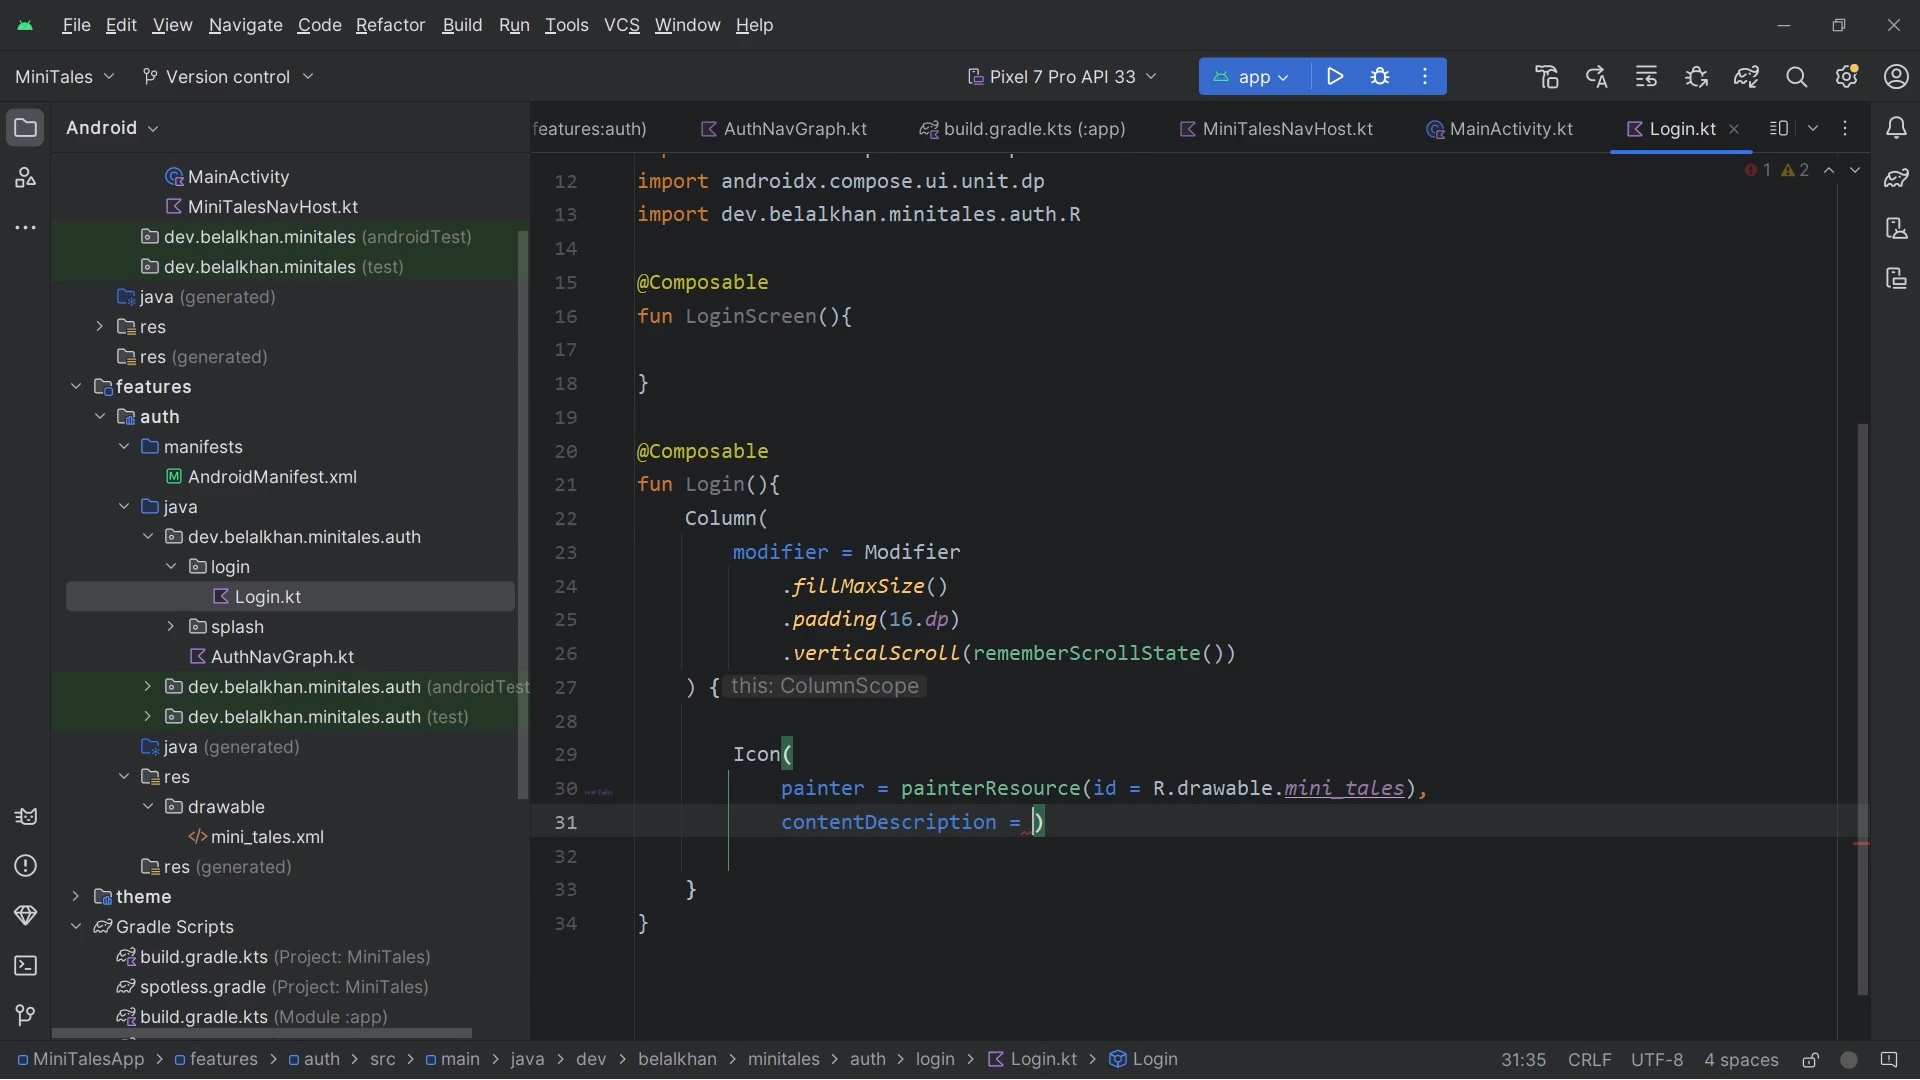 File Edit View Navigate Code Refactor Build Run Tools VCS Window Help
MiniTales Version control Pixel 7 Pro API 33 app
Android
features:auth) AuthNavGraph.kt build.gradle.kts (:app) MiniTalesNavHost.kt MainActivity.kt Login.kt
1 2
MainActivity
MiniTalesNavHost.kt
dev.belalkhan.minitales (androidTest)
dev.belalkhan.minitales (test)
java (generated)
res
res (generated)
features
auth
manifests
AndroidManifest.xml
java
dev.belalkhan.minitales.auth
login
Login.kt
splash
AuthNavGraph.kt
dev.belalkhan.minitales.auth (androidTest
dev.belalkhan.minitales.auth (test)
java (generated)
res
drawable
mini_tales.xml
res (generated)
theme
Gradle Scripts
build.gradle.kts (Project: MiniTales)
spotless.gradle (Project: MiniTales)
build.gradle.kts (Module :app)
12 import androidx.compose.ui.unit.dp
13 import dev.belalkhan.minitales.auth.R
14
15 @Composable
16 fun LoginScreen(){
17
18 }
19
20 @Composable
21 fun Login(){
22 Column(
23 modifier = Modifier
24 .fillMaxSize()
25 .padding(16.dp)
26 .verticalScroll(rememberScrollState())
27 ) { this: ColumnScope
28
29 Icon(
30 painter = painterResource(id = R.drawable.mini_tales),
31 contentDescription = )
32
33 }
34 }
MiniTalesApp > features > auth > src > main > java > dev > belalkhan > minitales > auth > login > Login.kt > Login
31:35 CRLF UTF-8 4 spaces